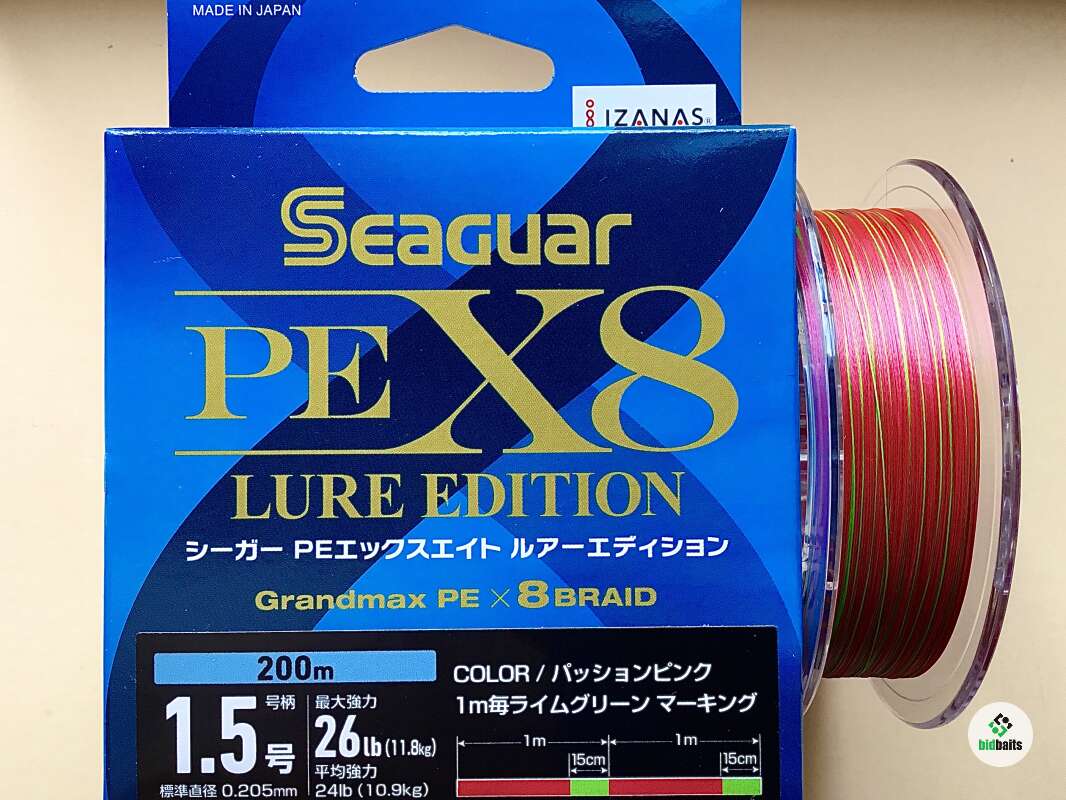 MADE IN JAPAN
IZANAS®
Seaguar
PEX8
LURE EDITION
シーガー PEエックスエイト ルアーエディション
Grandmax PE × 8 BRAID
200m
COLOR / パッションピンク
1m毎ライムグリーン マーキング
1.5号
号柄
最大強力
26lb (11.8kg)
平均強力
24lb (10.9kg)
標準直径 0.205mm
1m 1m
15cm 15cm
bidbaits